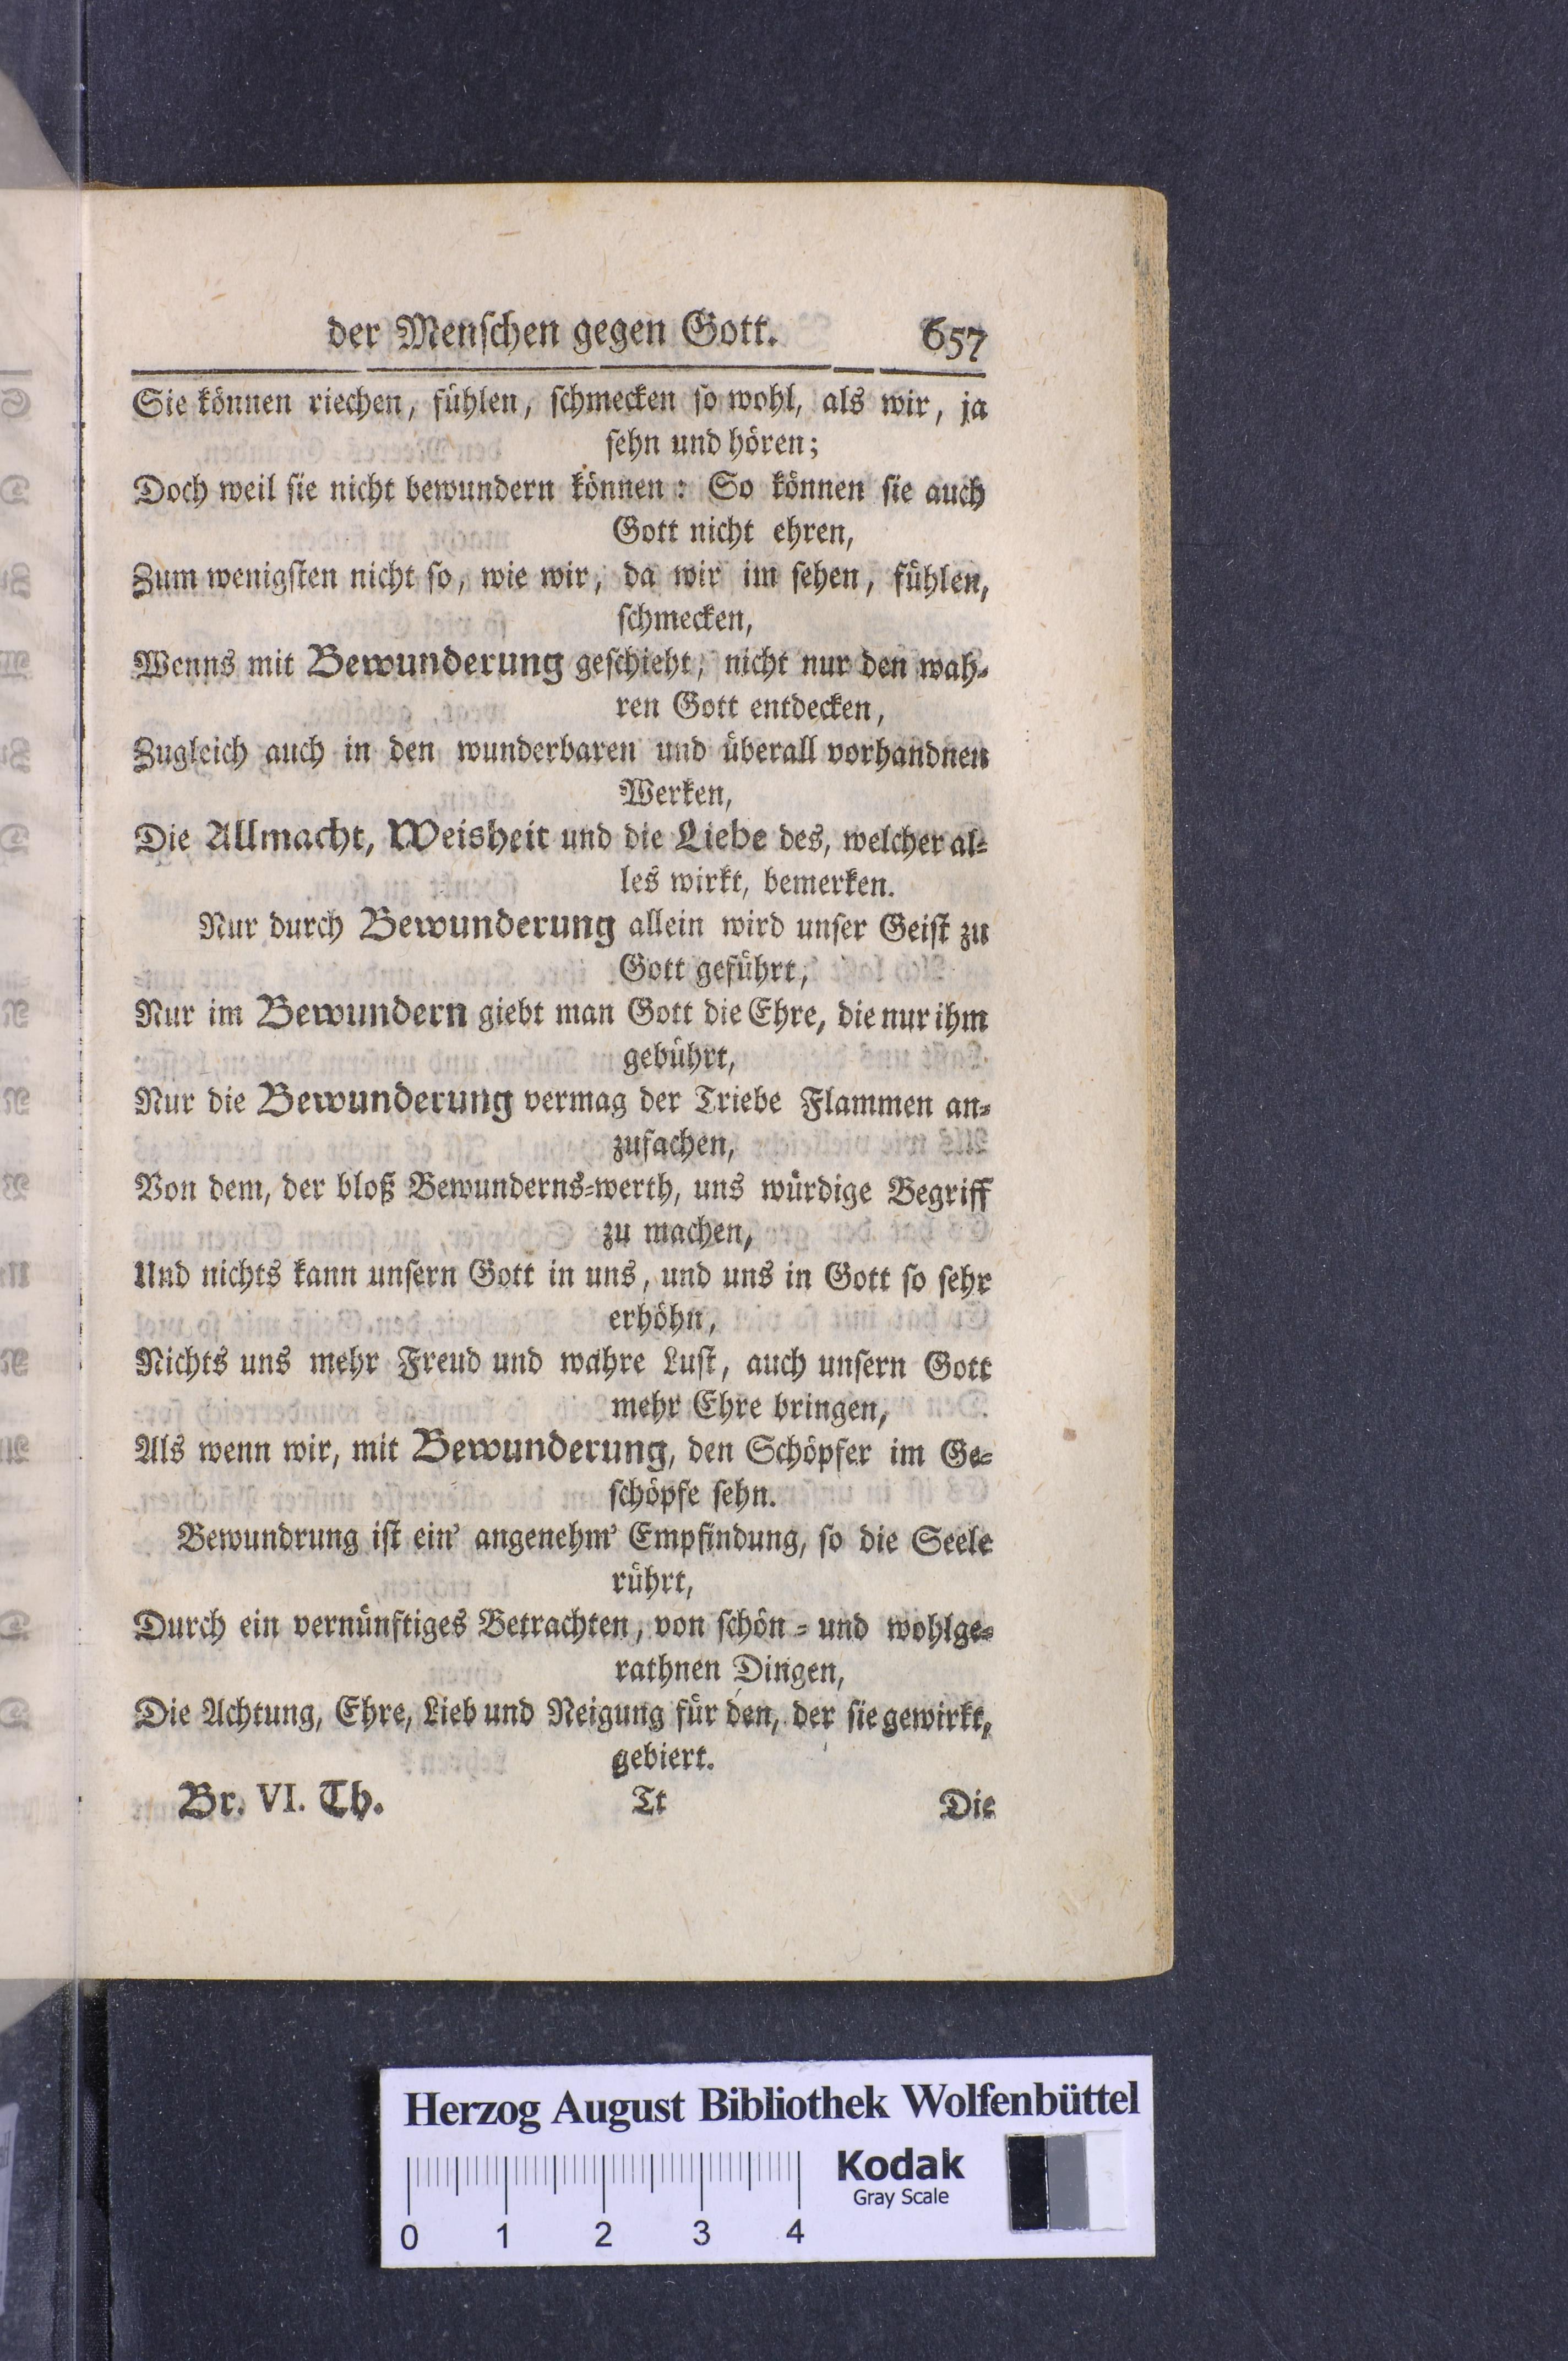 der Menſchen gegen Gott. 657
Sie können riechen, fühlen, ſchmecken ſo wohl, als wir, ja
ſehn und hören;
Doch weil ſie nicht bewundern können: So können ſie auch
Gott nicht ehren,
Zum wenigſten nicht ſo, wie wir, da wir im ſehen, fühlen,
ſchmecken,
Wenns mit Bewunderung geſchieht, nicht nur den wah⸗
ren Gott entdecken,
Zugleich auch in den wunderbaren und überall vorhandnen
Werken,
Die Allmacht, Weisheit und die Liebe des, welcher al⸗
les wirkt, bemerken.
Nur durch Bewunderung allein wird unſer Geiſt zu
Gott geführt,
Nur im Bewundern giebt man Gott die Ehre, die nur ihm
gebührt,
Nur die Bewunderung vermag der Triebe Flammen an⸗
zufachen,
Von dem, der bloß Bewunderns⸗werth, uns würdige Begriff
zu machen,
Und nichts kann unſern Gott in uns, und uns in Gott ſo ſehr
erhöhn,
Nichts uns mehr Freud und wahre Luſt, auch unſern Gott
mehr Ehre bringen,
Als wenn wir, mit Bewunderung, den Schöpfer im Ge⸗
ſchöpfe ſehn.
Bewundrung iſt ein’ angenehm’ Empfindung, ſo die Seele
rührt,
Durch ein vernünftiges Betrachten, von ſchön⸗ und wohlge⸗
rathnen Dingen,
Die Achtung, Ehre, Lieb und Neigung für den, der ſie gewirkt,
gebiert.
Br. VI. Th. Tt Die
Herzog August Bibliothek Wolfenbüttel
Kodak
Gray Scale
0 1 2 3 4